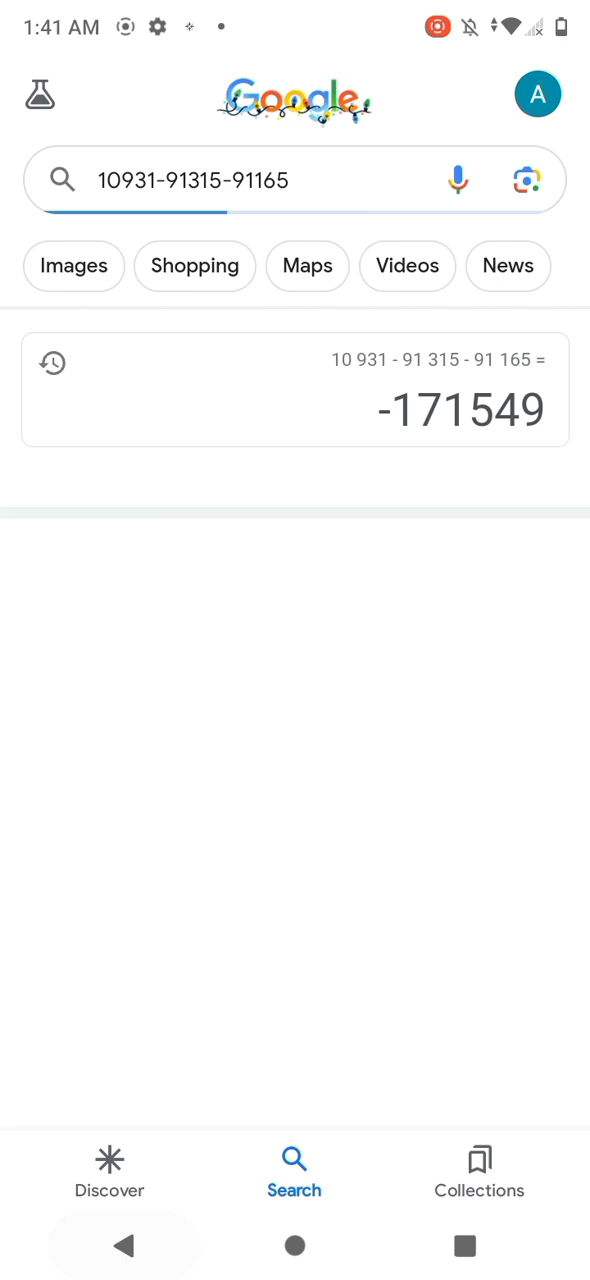 1:41 AM
Google
A
10931-91315-91165
Images
Shopping
Maps
Videos
News
10 931 - 91 315 - 91 165 =
-171549
Discover
Search
Collections